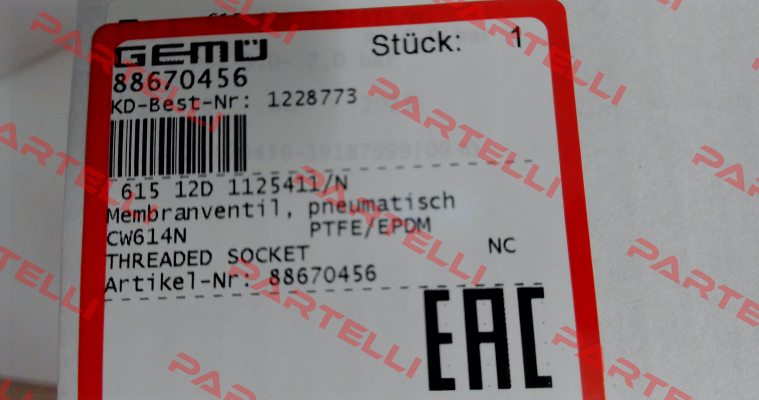 GEMÜ Stück: 1
88670456
KD-Best-Nr: 1228773
615 12D 1125411/N
Membranventil, pneumatisch
CW614N PTFE/EPDM
THREADED SOCKET NC
Artikel-Nr: 88670456
EAC
PARTELLI